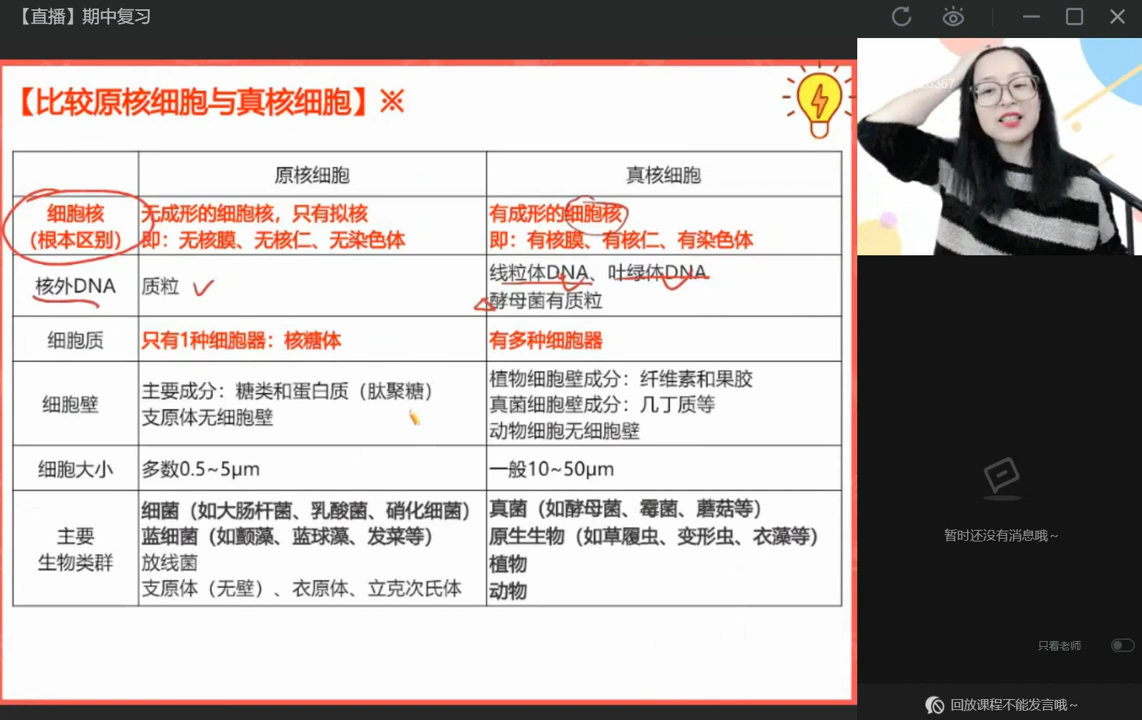 【直播】期中复习
【比较原核细胞与真核细胞】※
原核细胞
真核细胞
细胞核
（根本区别）
无成形的细胞核，只有拟核
即：无核膜、无核仁、无染色体
有成形的细胞核
即：有核膜、有核仁、有染色体
核外DNA
质粒
线粒体DNA、叶绿体DNA
酵母菌有质粒
细胞质
只有1种细胞器：核糖体
有多种细胞器
细胞壁
主要成分：糖类和蛋白质（肽聚糖）
支原体无细胞壁
植物细胞壁成分：纤维素和果胶
真菌细胞壁成分：几丁质等
动物细胞无细胞壁
细胞大小
多数0.5~5μm
一般10~50μm
主要
生物类群
细菌（如大肠杆菌、乳酸菌、硝化细菌）
蓝细菌（如颤藻、蓝球藻、发菜等）
放线菌
支原体（无壁）、衣原体、立克次氏体
真菌（如酵母菌、霉菌、蘑菇等）
原生生物（如草履虫、变形虫、衣藻等）
植物
动物
暂时还没有消息哦~
只看老师
回放课程不能发言哦~